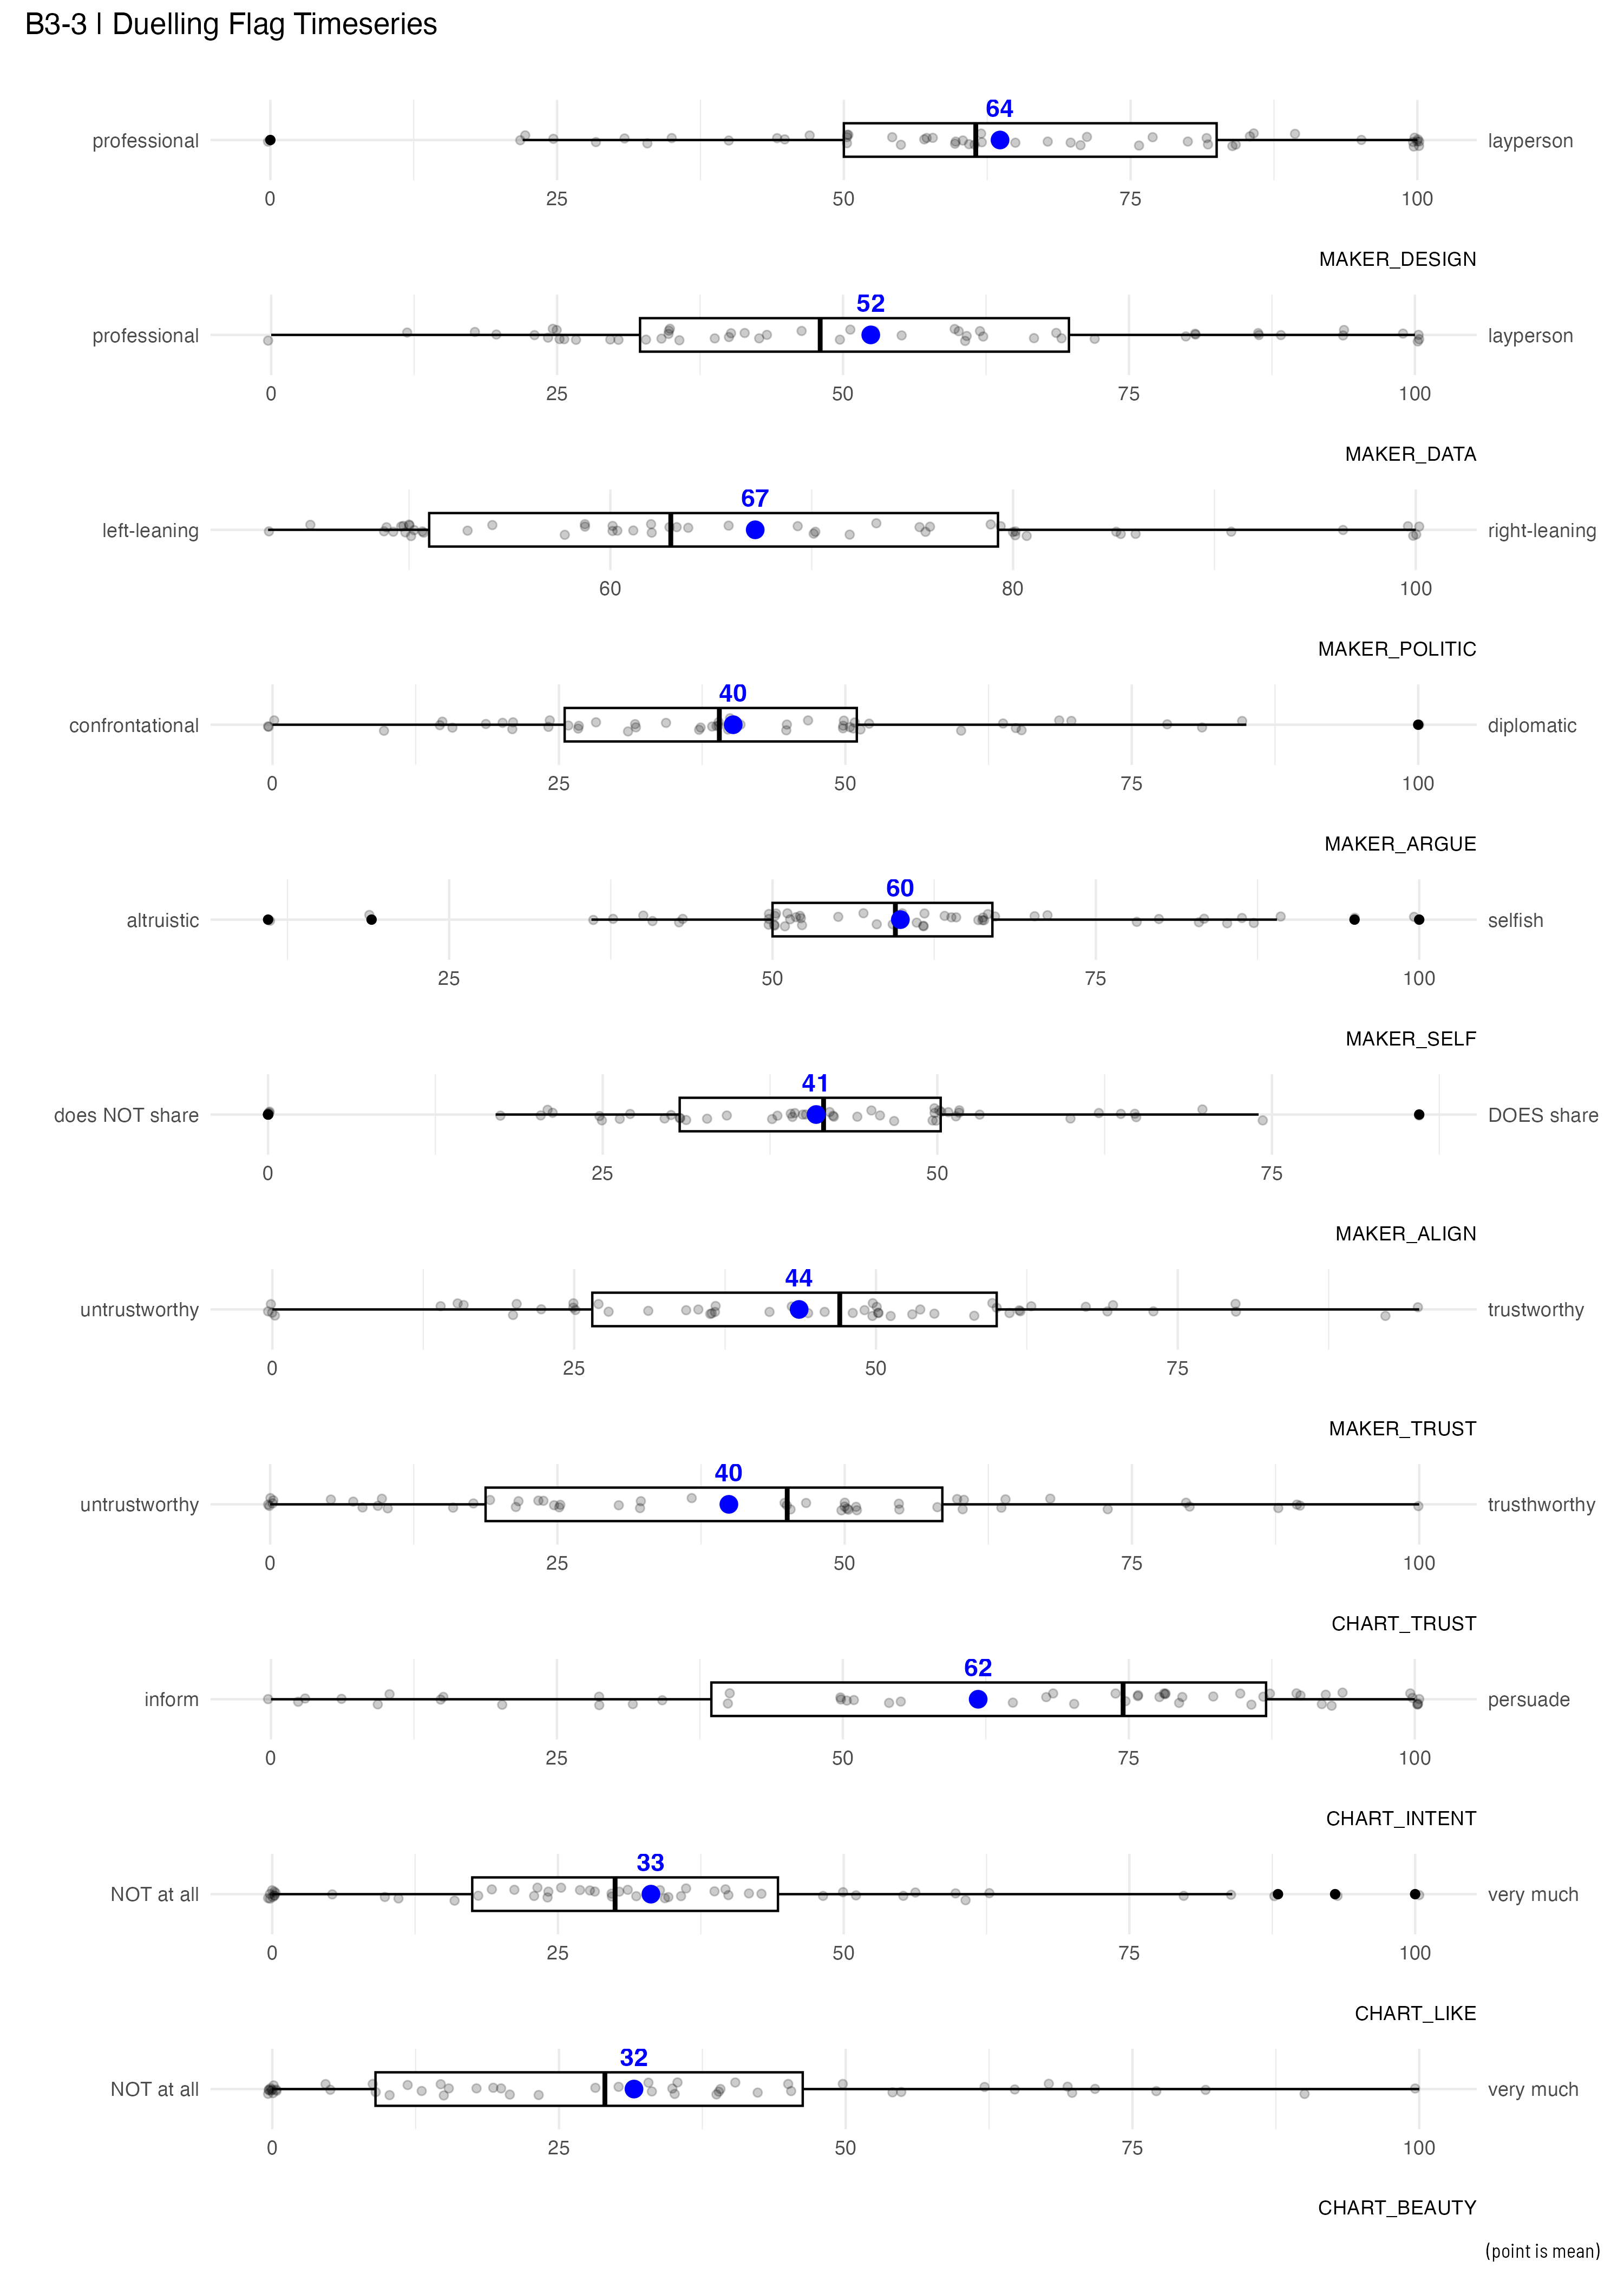 B3-3 | Duelling Flag Timeseries
64
professional layperson
0 25 50 75 100
MAKER_DESIGN
52
professional layperson
0 25 50 75 100
MAKER_DATA
67
left-leaning right-leaning
60 80 100
MAKER_POLITIC
40
confrontational diplomatic
0 25 50 75 100
MAKER_ARGUE
60
altruistic selfish
25 50 75 100
MAKER_SELF
41
does NOT share DOES share
0 25 50 75
MAKER_ALIGN
44
untrustworthy trustworthy
0 25 50 75
MAKER_TRUST
40
untrustworthy trusthworthy
0 25 50 75 100
CHART_TRUST
62
inform persuade
0 25 50 75 100
CHART_INTENT
33
NOT at all very much
0 25 50 75 100
CHART_LIKE
32
NOT at all very much
0 25 50 75 100
CHART_BEAUTY
(point is mean)